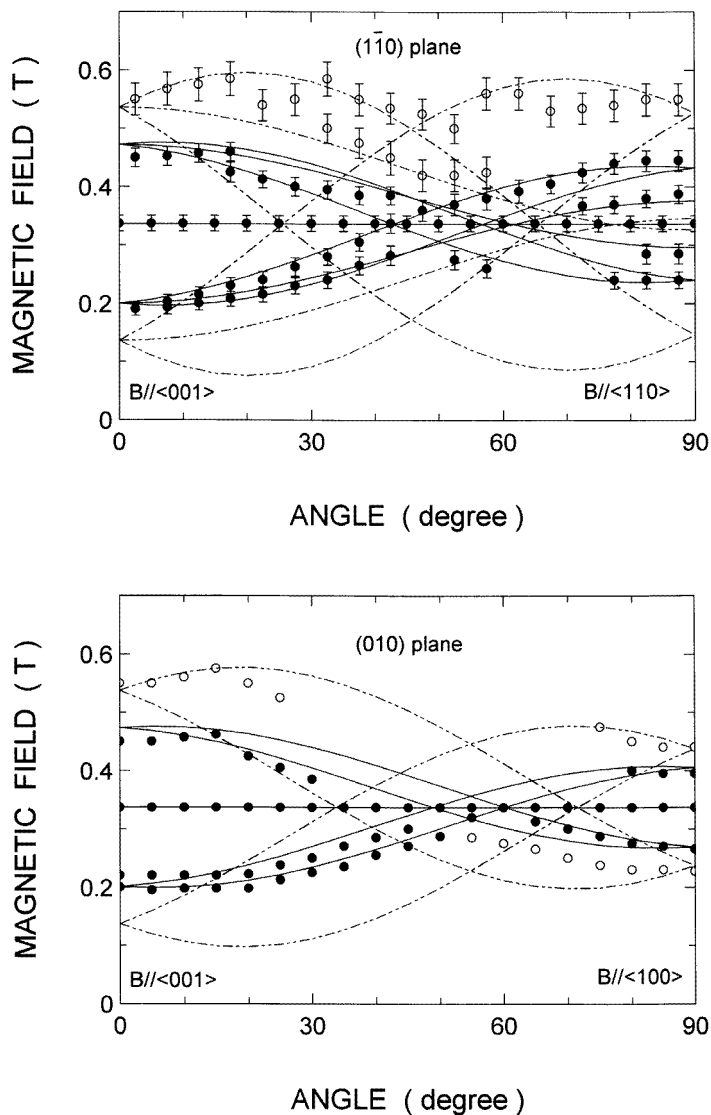 (11̄0) plane
0.6
0.4
0.2
0
MAGNETIC FIELD ( T )
B//<001>
B//<110>
0 30 60 90
ANGLE ( degree )
(010) plane
0.6
0.4
0.2
0
MAGNETIC FIELD ( T )
B//<001>
B//<100>
0 30 60 90
ANGLE ( degree )